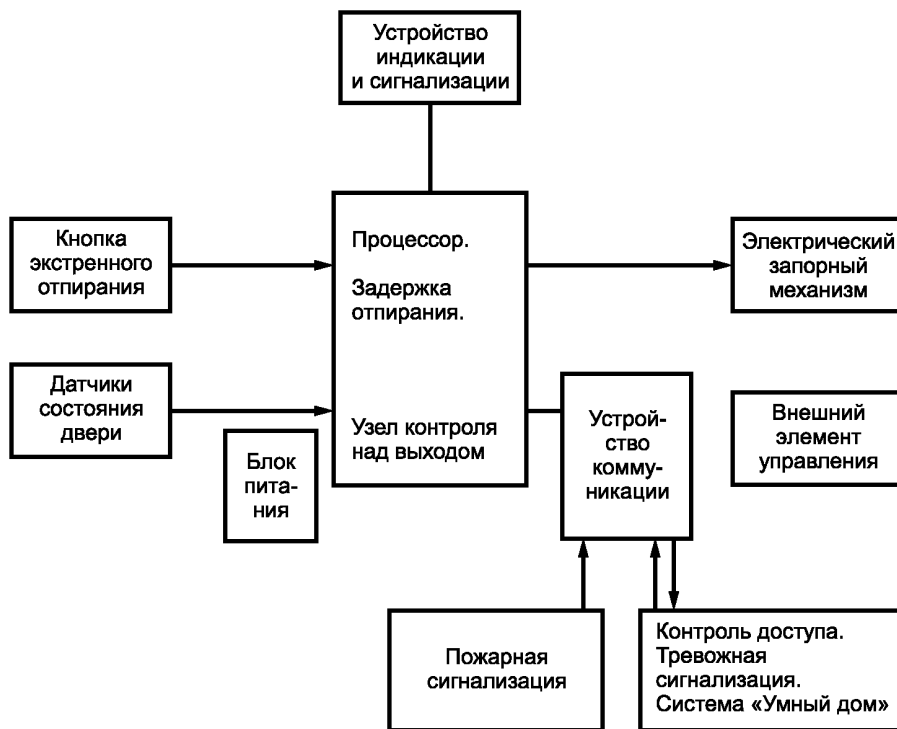 Устройство
индикации
и сигнализации
Кнопка
экстренного
отпирания
Процессор.
Задержка
отпирания.
Электрический
запорный
механизм
Датчики
состояния
двери
Узел контроля
над выходом
Устрой-
ство
комму-
никации
Внешний
элемент
управления
Блок
пита-
ния
Пожарная
сигнализация
Контроль доступа.
Тревожная
сигнализация.
Система «Умный дом»